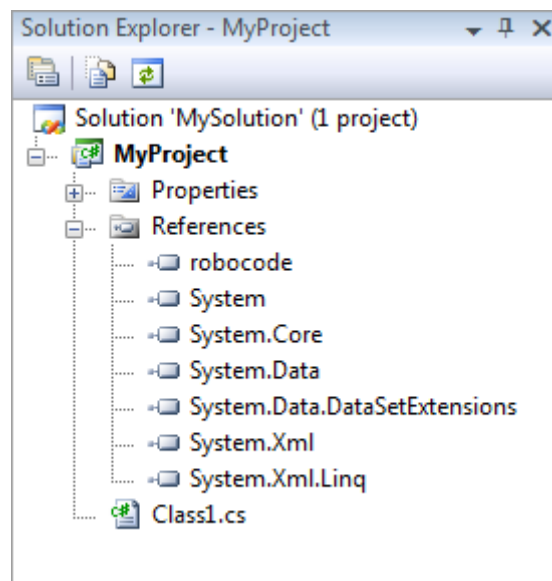 Solution Explorer - MyProject
Solution 'MySolution' (1 project)
MyProject
Properties
References
robocode
System
System.Core
System.Data
System.Data.DataSetExtensions
System.Xml
System.Xml.Linq
Class1.cs